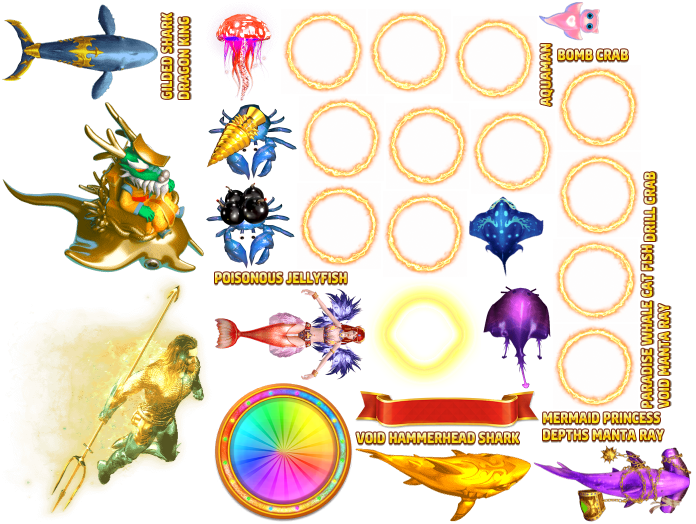 GILDED SHARK
DRAGON KING
AQUAMAN
BOMB CRAB
POISONOUS JELLYFISH
PARADISE WHALE CAT FISH DRILL CRAB
VOID MANTA RAY
MERMAID PRINCESS
DEPTHS MANTA RAY
VOID HAMMERHEAD SHARK